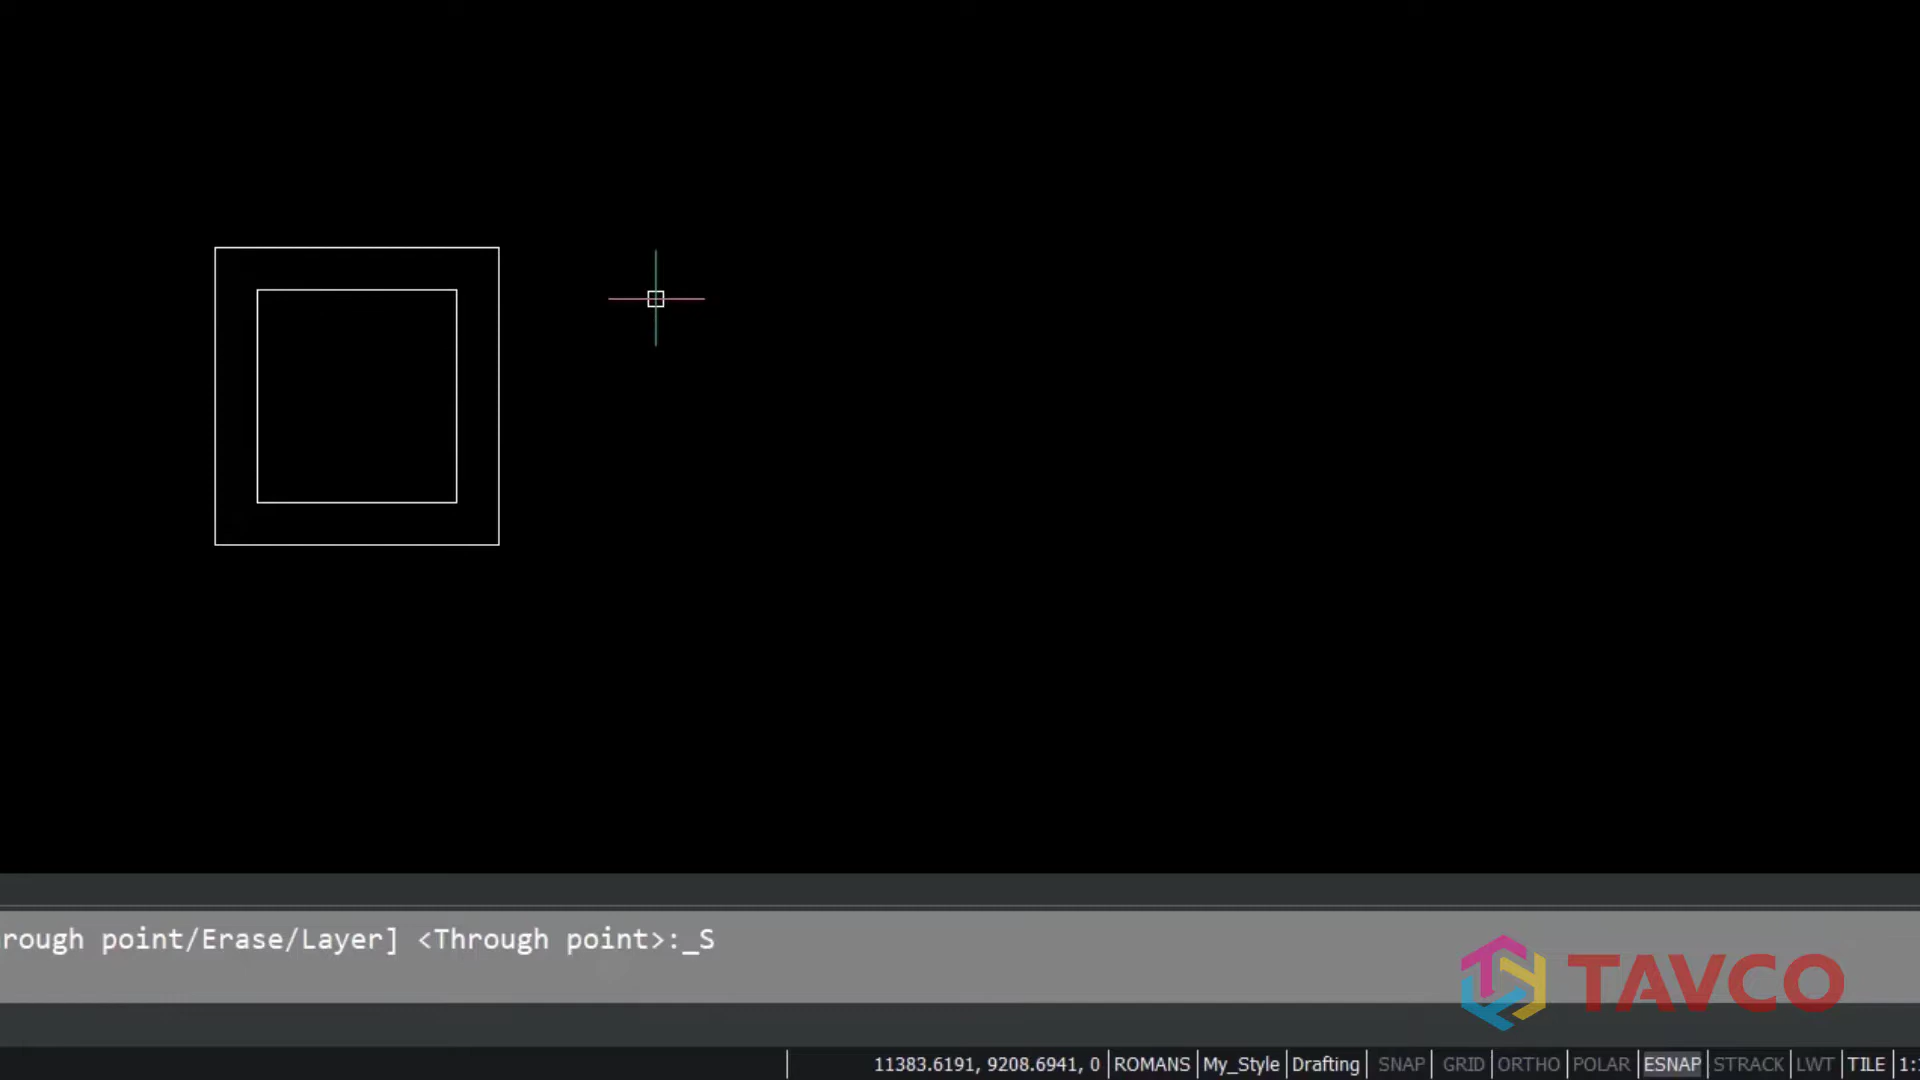 rough point/Erase/Layer] <Through point>:_S
TAVCO
11383.6191, 9208.6941, 0 ROMANS My_Style Drafting SNAP GRID ORTHO POLAR ESNAP STRACK LWT TILE 1: